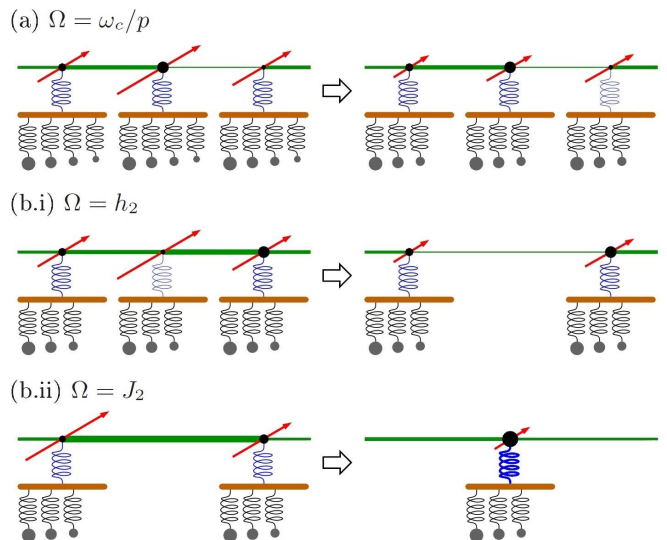 (a) Ω = ω_c/p
(b.i) Ω = h_2
(b.ii) Ω = J_2